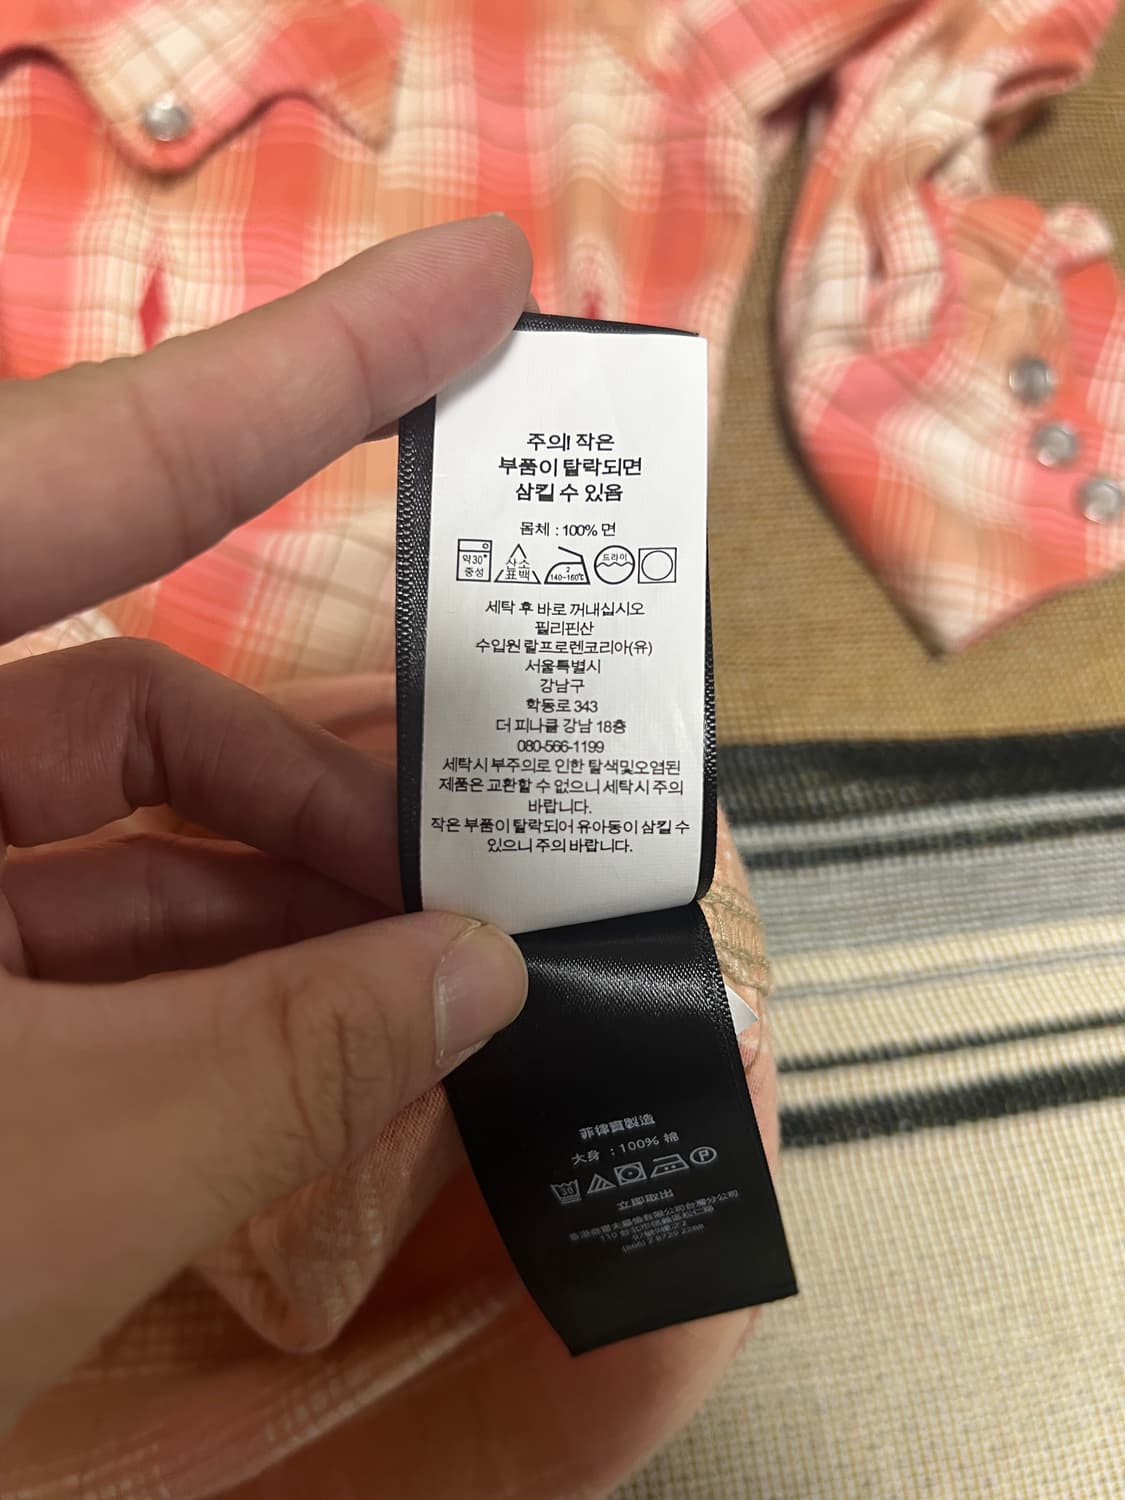 주의! 작은
부품이 탈락되면
삼킬 수 있음
몸체 : 100% 면
약30°
중성
산소
표백
2
140~160℃
드라이
세탁 후 바로 꺼내십시오
필리핀산
수입원 랄프로렌코리아(유)
서울특별시
강남구
학동로 343
더 피나클 강남 18층
080-566-1199
세탁시 부주의로 인한 탈색및오염된
제품은 교환할 수 없으니 세탁시 주의
바랍니다.
작은 부품이 탈락되어 유아동이 삼킬 수
있으니 주의 바랍니다.
菲律賓製造
大身 : 100% 棉
30
P
立即取出